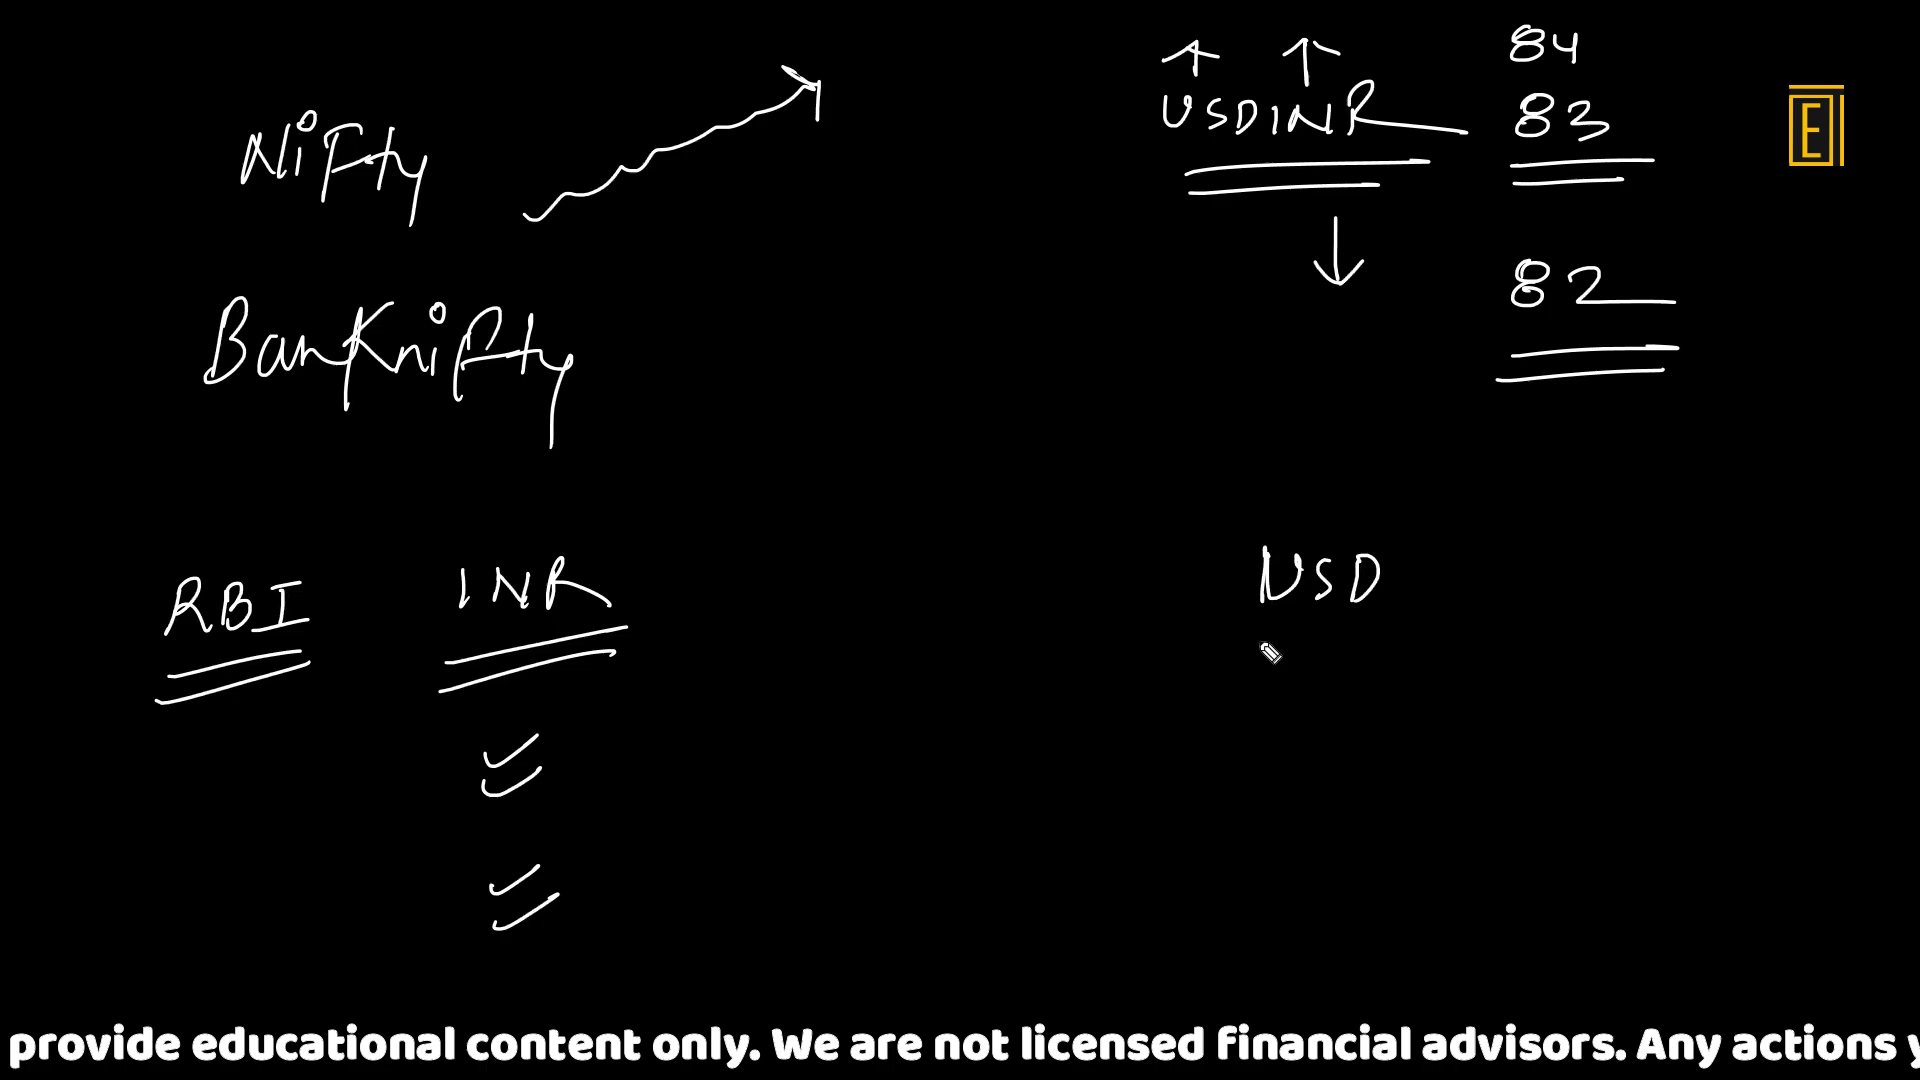 Nifty
BankNifty
USDINR 84
83
82
RBI INR
USD
E
provide educational content only. We are not licensed financial advisors. Any actions y